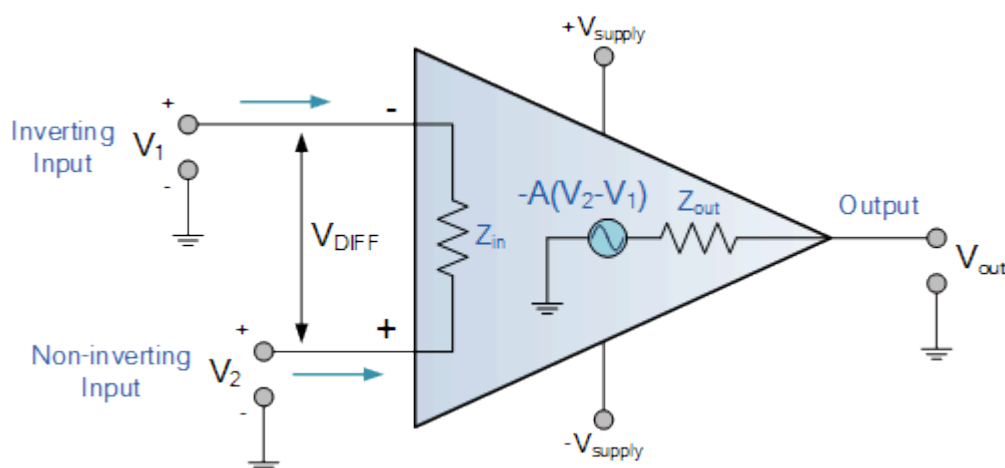 +Vsupply
+
-
Inverting
Input
V1
-
-A(V2-V1)
Zout
Output
VDIFF
Zin
Vout
+
+
Non-inverting
Input
V2
-
-Vsupply